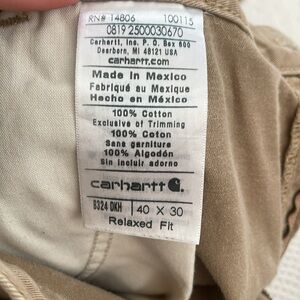 RN# 14806 100115
0819 2500030670
Carhartt, Inc. P.O. Box 600
Dearborn, MI 48121 USA
carhartt.com
Made in Mexico
Fabriqué au Mexique
Hecho en México
100% Cotton
Exclusive of Trimming
100% Coton
Sans garniture
100% Algodón
Sin incluir adorno
carhartt
B324 DKH 40 X 30
Relaxed Fit